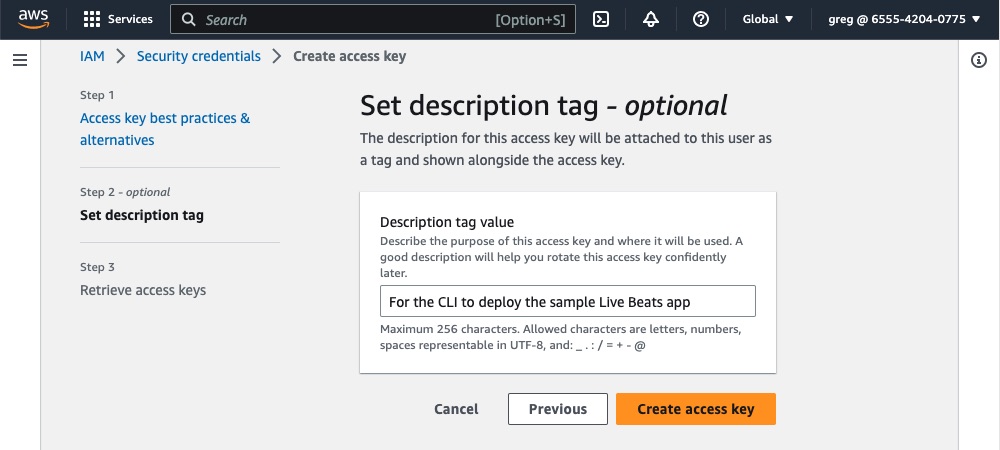 aws
Services
Search
[Option+S]
Global ▼
greg @ 6555-4204-0775 ▼
IAM > Security credentials > Create access key
Step 1
Access key best practices &
alternatives
Step 2 - optional
Set description tag
Step 3
Retrieve access keys
Set description tag - optional
The description for this access key will be attached to this user as
a tag and shown alongside the access key.
Description tag value
Describe the purpose of this access key and where it will be used. A
good description will help you rotate this access key confidently
later.
For the CLI to deploy the sample Live Beats app
Maximum 256 characters. Allowed characters are letters, numbers,
spaces representable in UTF-8, and: _ . : / = + - @
Cancel
Previous
Create access key